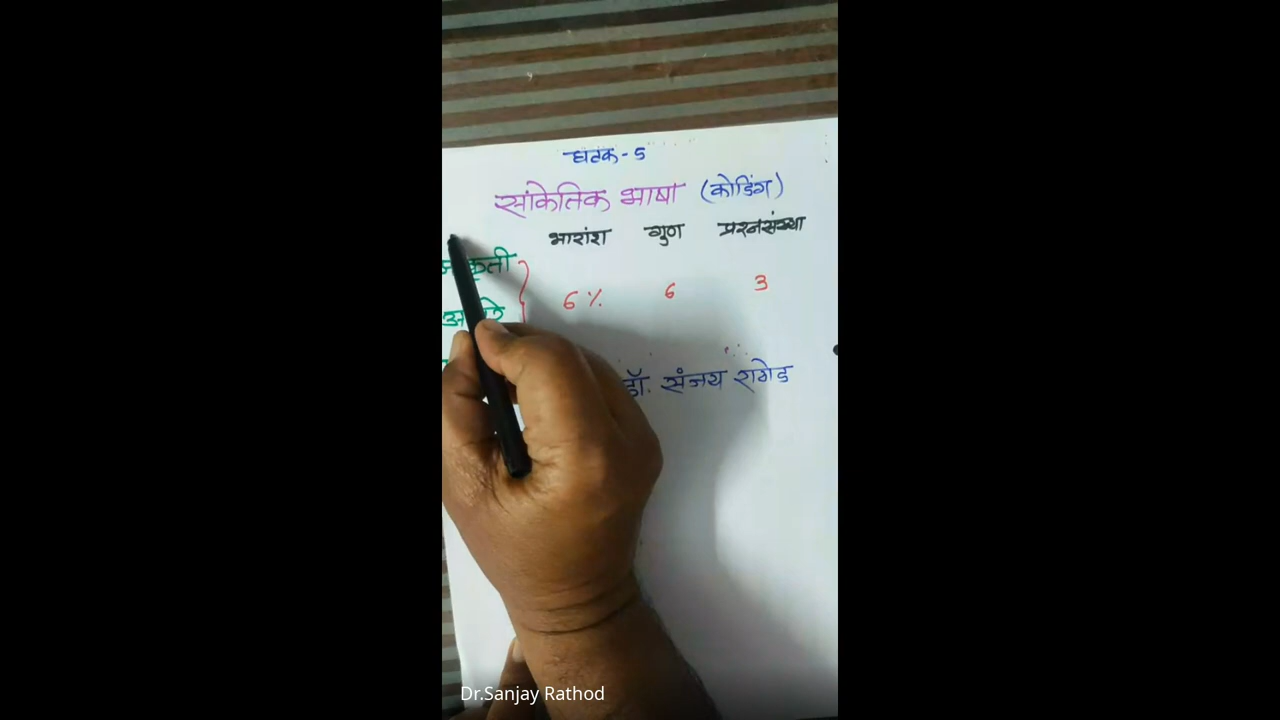 घटक - 5
सांकेतिक भाषा (कोडिंग)
भारांश गुण प्रश्नसंख्या
6 % 6 3
डॉ. संजय राठोड
Dr.Sanjay Rathod